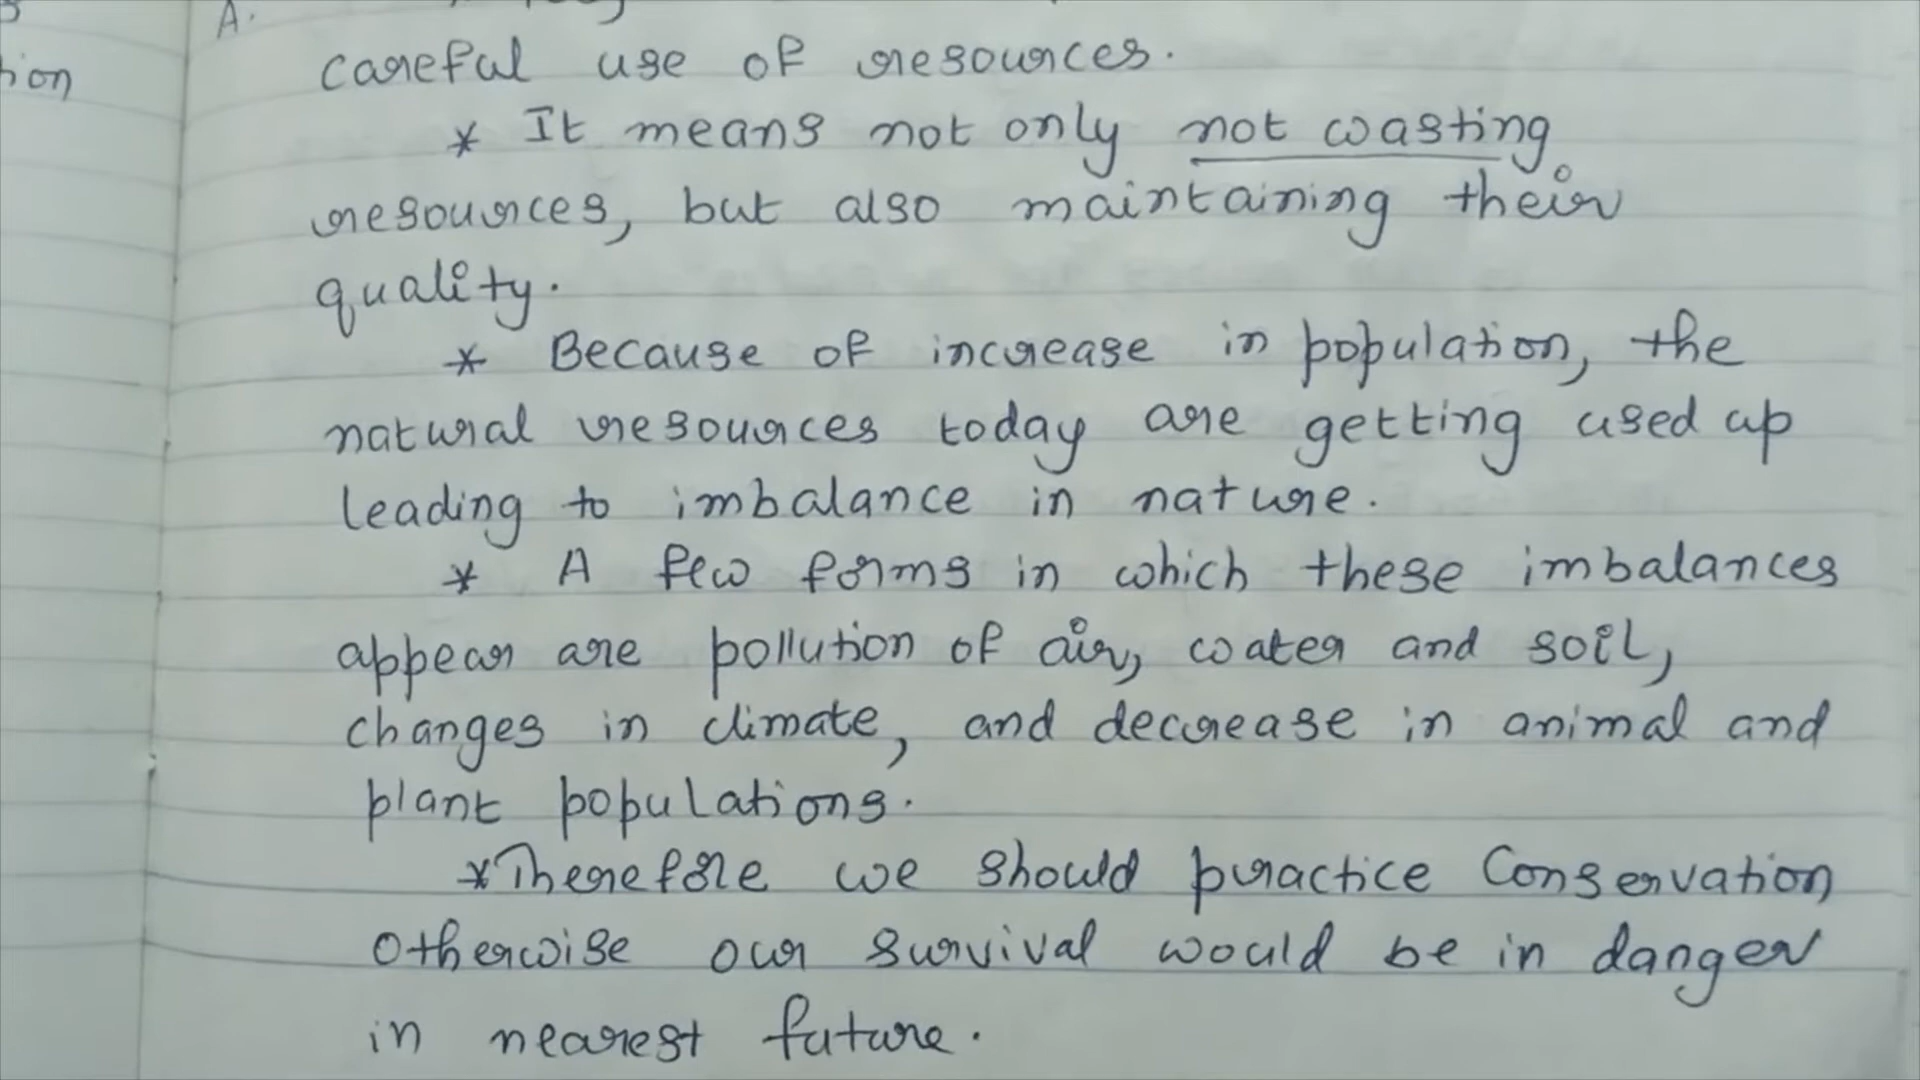 A.
ion
careful use of resources.
* It means not only not wasting
resources, but also maintaining their
quality.
* Because of increase in population, the
natural resources today are getting used up
leading to imbalance in nature.
* A few forms in which these imbalances
appear are pollution of air, water and soil,
changes in climate, and decrease in animal and
plant populations.
* Therefore we should practice Conservation
Otherwise our survival would be in danger
in nearest future.